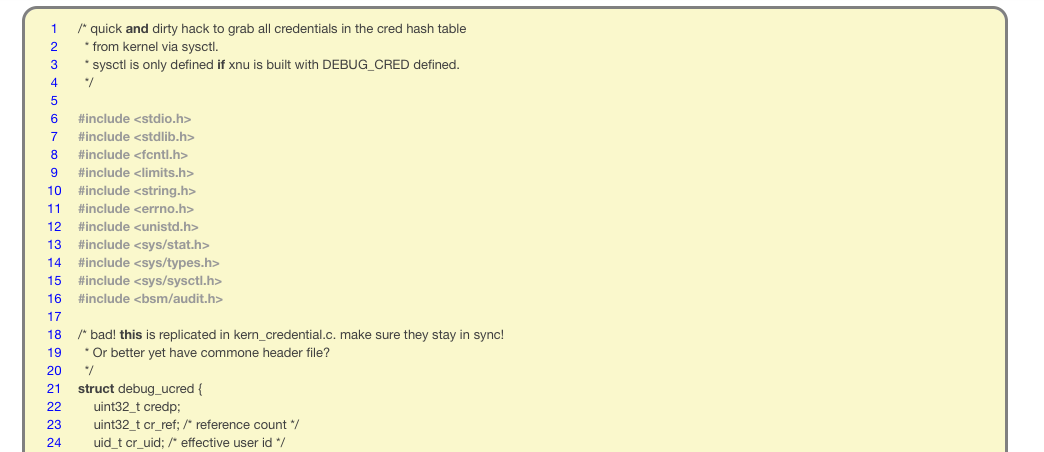 1 /* quick and dirty hack to grab all credentials in the cred hash table
2 * from kernel via sysctl.
3 * sysctl is only defined if xnu is built with DEBUG_CRED defined.
4 */
5
6 #include <stdio.h>
7 #include <stdlib.h>
8 #include <fcntl.h>
9 #include <limits.h>
10 #include <string.h>
11 #include <errno.h>
12 #include <unistd.h>
13 #include <sys/stat.h>
14 #include <sys/types.h>
15 #include <sys/sysctl.h>
16 #include <bsm/audit.h>
17
18 /* bad! this is replicated in kern_credential.c. make sure they stay in sync!
19 * Or better yet have commone header file?
20 */
21 struct debug_ucred {
22 uint32_t credp;
23 uint32_t cr_ref; /* reference count */
24 uid_t cr_uid; /* effective user id */